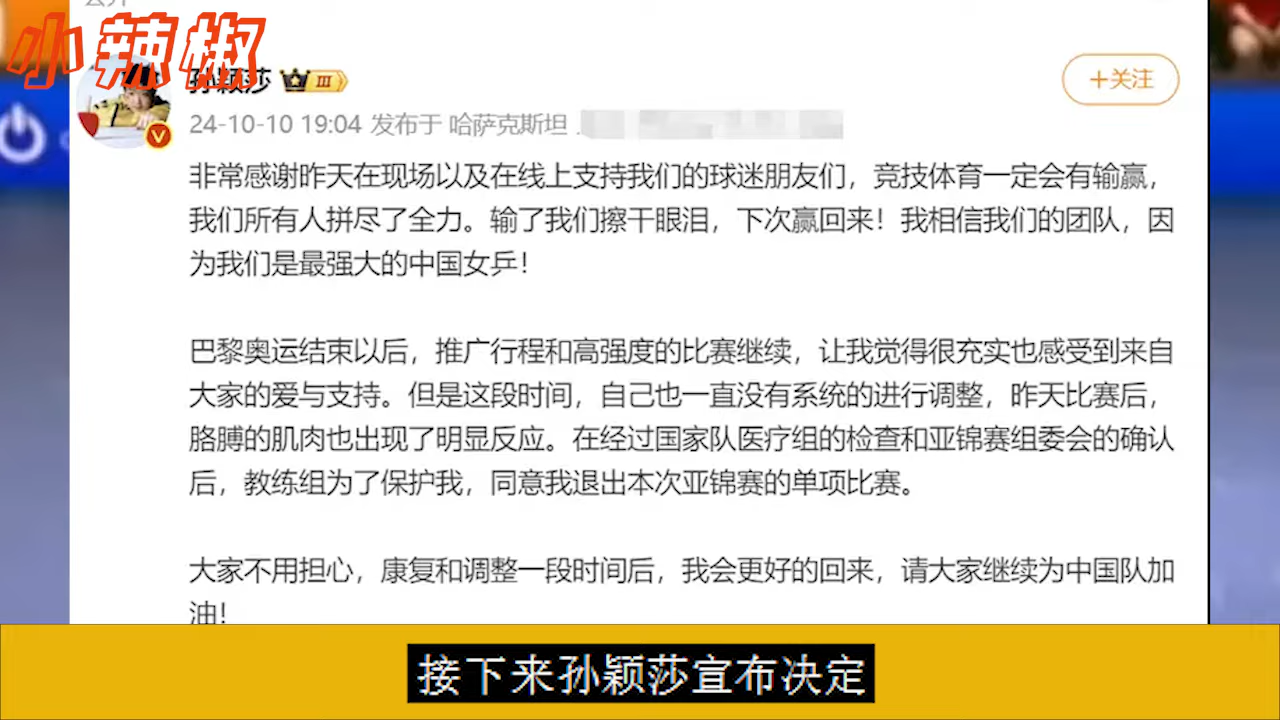 小辣椒
孙颖莎
+关注
24-10-10 19:04 发布于 哈萨克斯坦
非常感谢昨天在现场以及在线上支持我们的球迷朋友们，竞技体育一定会有输赢，
我们所有人拼尽了全力。输了我们擦干眼泪，下次赢回来！我相信我们的团队，因
为我们是最强大的中国女乒！
巴黎奥运结束以后，推广行程和高强度的比赛继续，让我觉得很充实也感受到来自
大家的爱与支持。但是这段时间，自己也一直没有系统的进行调整，昨天比赛后，
胳膊的肌肉也出现了明显反应。在经过国家队医疗组的检查和亚锦赛组委会的确认
后，教练组为了保护我，同意我退出本次亚锦赛的单项比赛。
大家不用担心，康复和调整一段时间后，我会更好的回来，请大家继续为中国队加
油！
接下来孙颖莎宣布决定